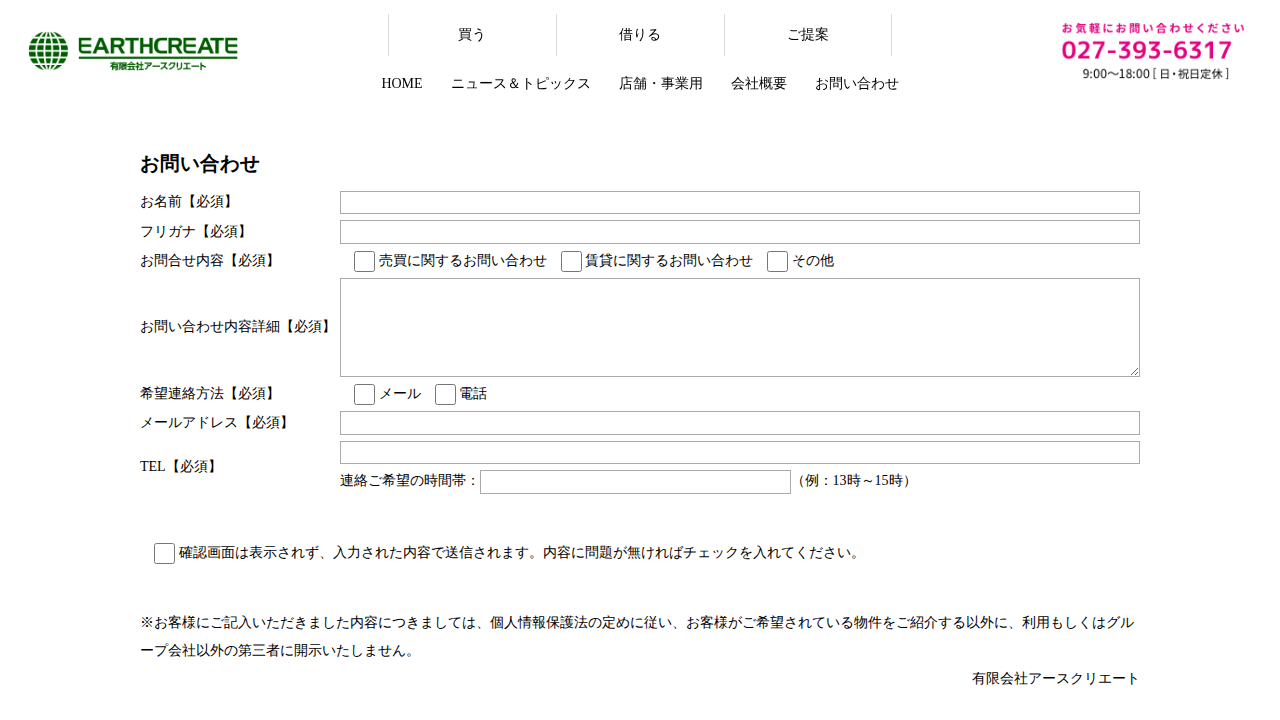 EARTHCREATE
有限会社アースクリエート
買う
借りる
ご提案
お気軽にお問い合わせください
027-393-6317
9:00～18:00 [ 日・祝日定休 ]
HOME
ニュース＆トピックス
店舗・事業用
会社概要
お問い合わせ
お問い合わせ
お名前【必須】
フリガナ【必須】
お問合せ内容【必須】 売買に関するお問い合わせ 賃貸に関するお問い合わせ その他
お問い合わせ内容詳細【必須】
希望連絡方法【必須】 メール 電話
メールアドレス【必須】
TEL【必須】
連絡ご希望の時間帯： （例：13時～15時）
確認画面は表示されず、入力された内容で送信されます。内容に問題が無ければチェックを入れてください。
※お客様にご記入いただきました内容につきましては、個人情報保護法の定めに従い、お客様がご希望されている物件をご紹介する以外に、利用もしくはグル
ープ会社以外の第三者に開示いたしません。
有限会社アースクリエート